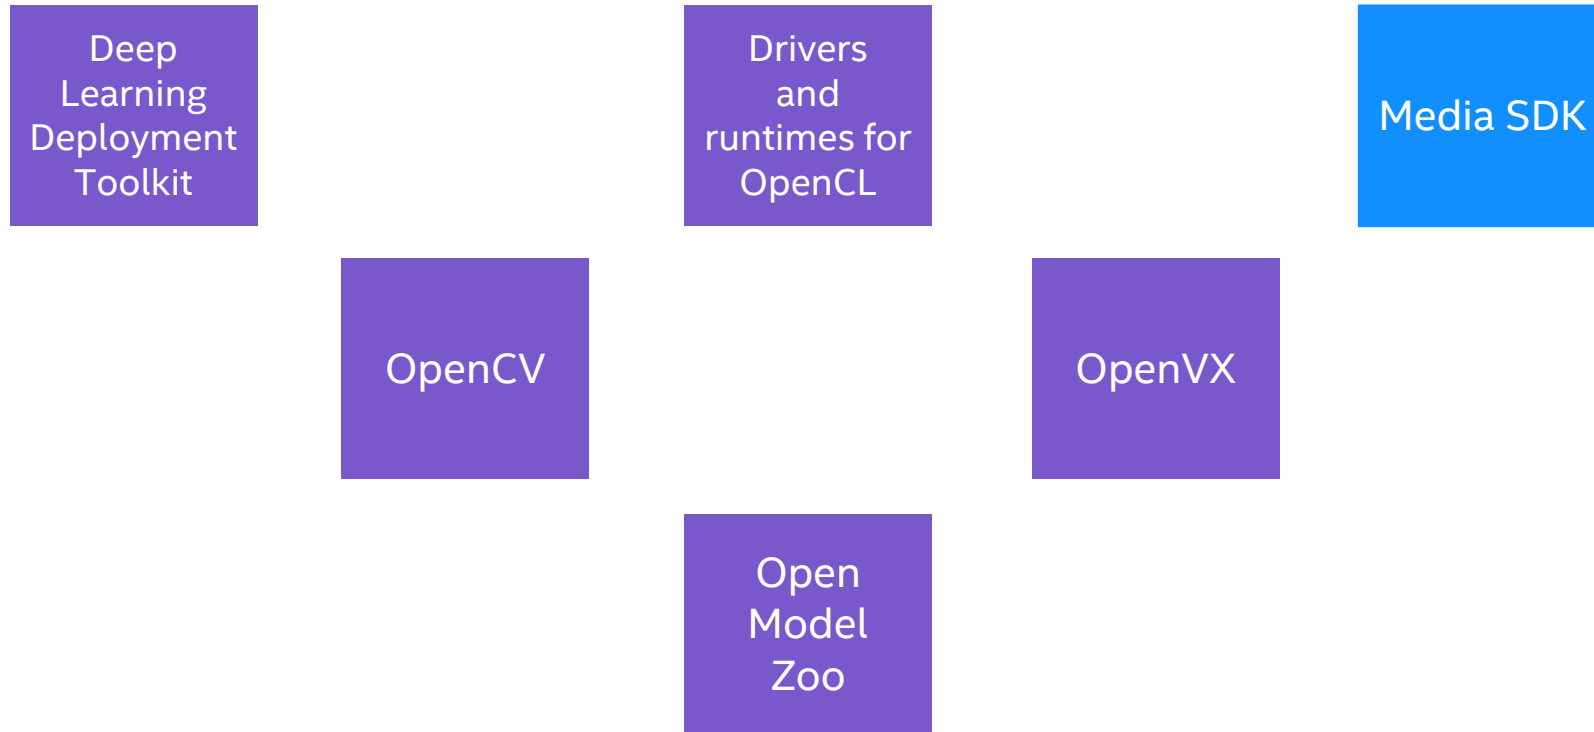 Deep
Learning
Deployment
Toolkit
Drivers
and
runtimes for
OpenCL
Media SDK
OpenCV
OpenVX
Open
Model
Zoo